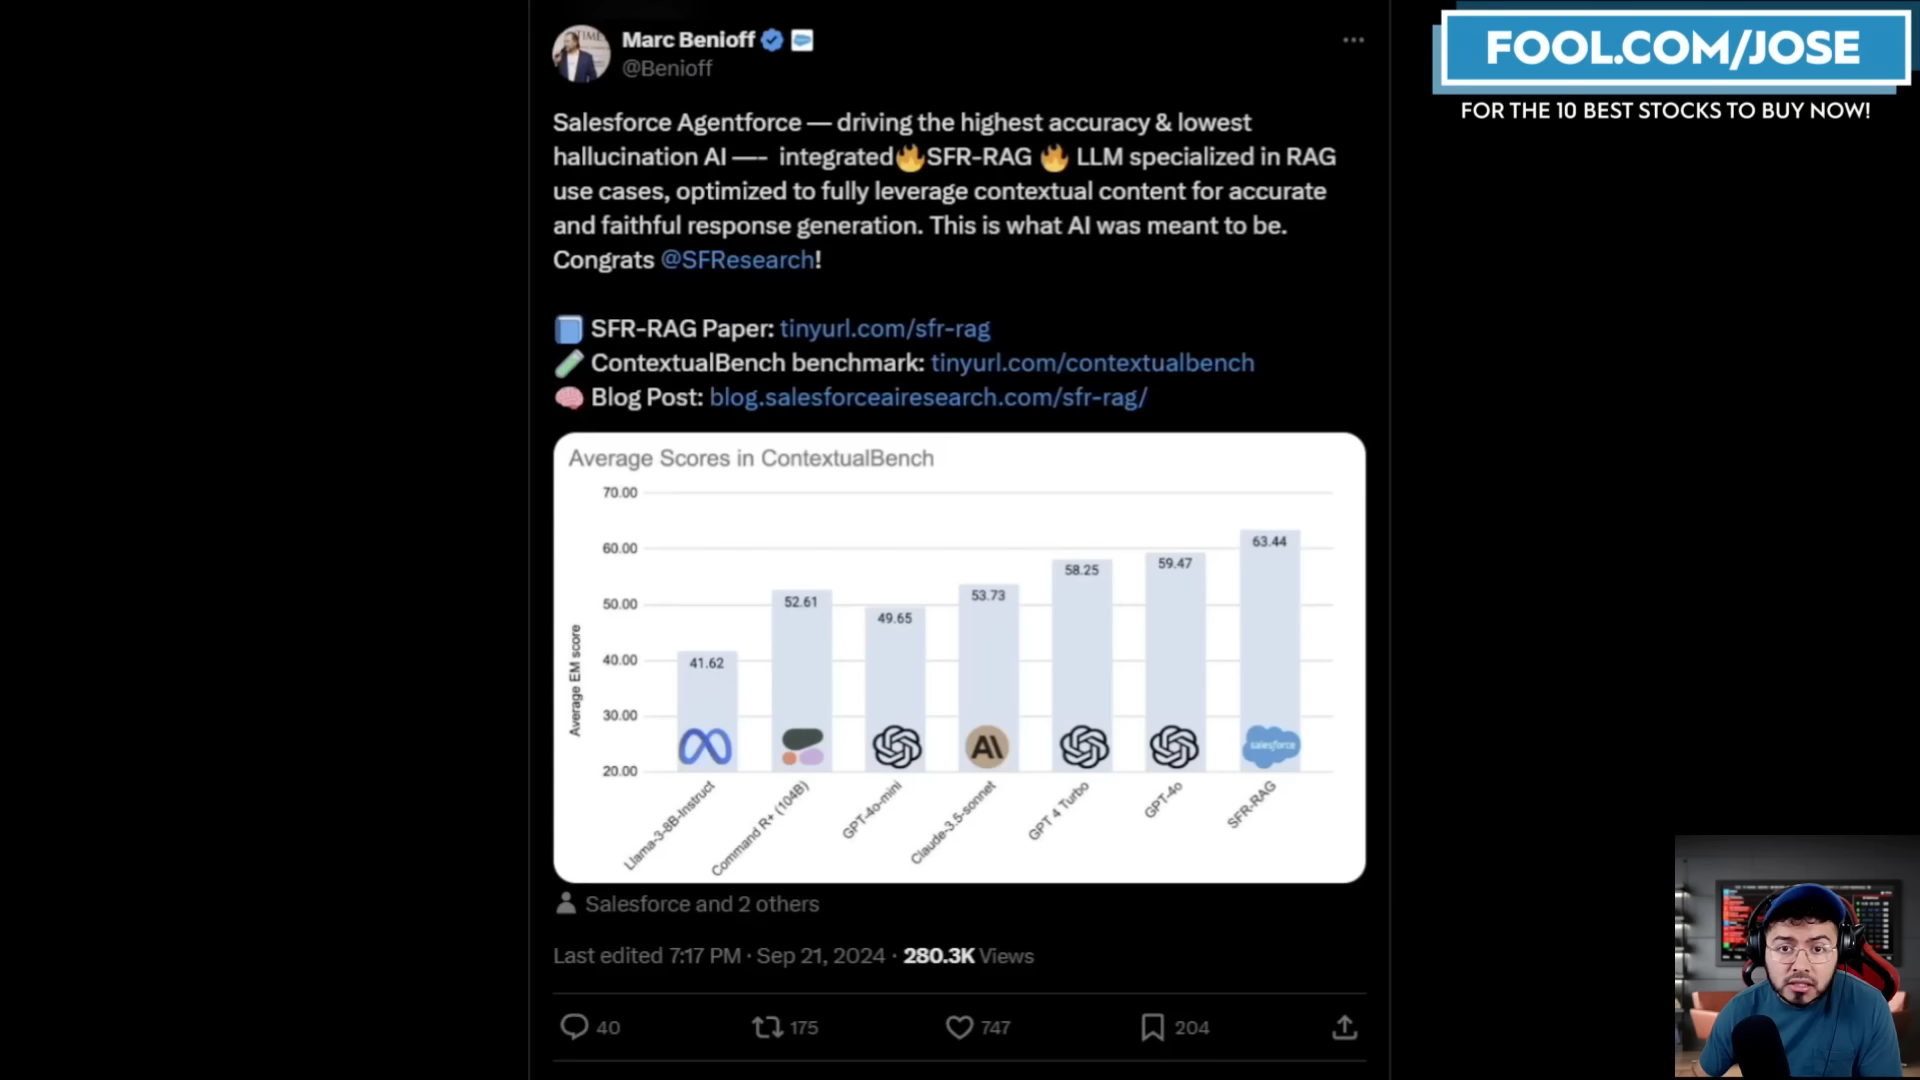 Marc Benioff
@Benioff
FOOL.COM/JOSE
FOR THE 10 BEST STOCKS TO BUY NOW!
Salesforce Agentforce — driving the highest accuracy & lowest
hallucination AI —- integrated🔥SFR-RAG 🔥 LLM specialized in RAG
use cases, optimized to fully leverage contextual content for accurate
and faithful response generation. This is what AI was meant to be.
Congrats @SFResearch!
📘 SFR-RAG Paper: tinyurl.com/sfr-rag
🧪 ContextualBench benchmark: tinyurl.com/contextualbench
🧠 Blog Post: blog.salesforceairesearch.com/sfr-rag/
Average Scores in ContextualBench
Average EM score
70.00
60.00
50.00
40.00
30.00
20.00
41.62
52.61
49.65
53.73
58.25
59.47
63.44
salesforce
Llama-3-8B-Instruct
Command R+ (104B)
GPT-4o-mini
Claude-3.5-sonnet
GPT 4 Turbo
GPT-4o
SFR-RAG
Salesforce and 2 others
Last edited 7:17 PM · Sep 21, 2024 · 280.3K Views
40
175
747
204